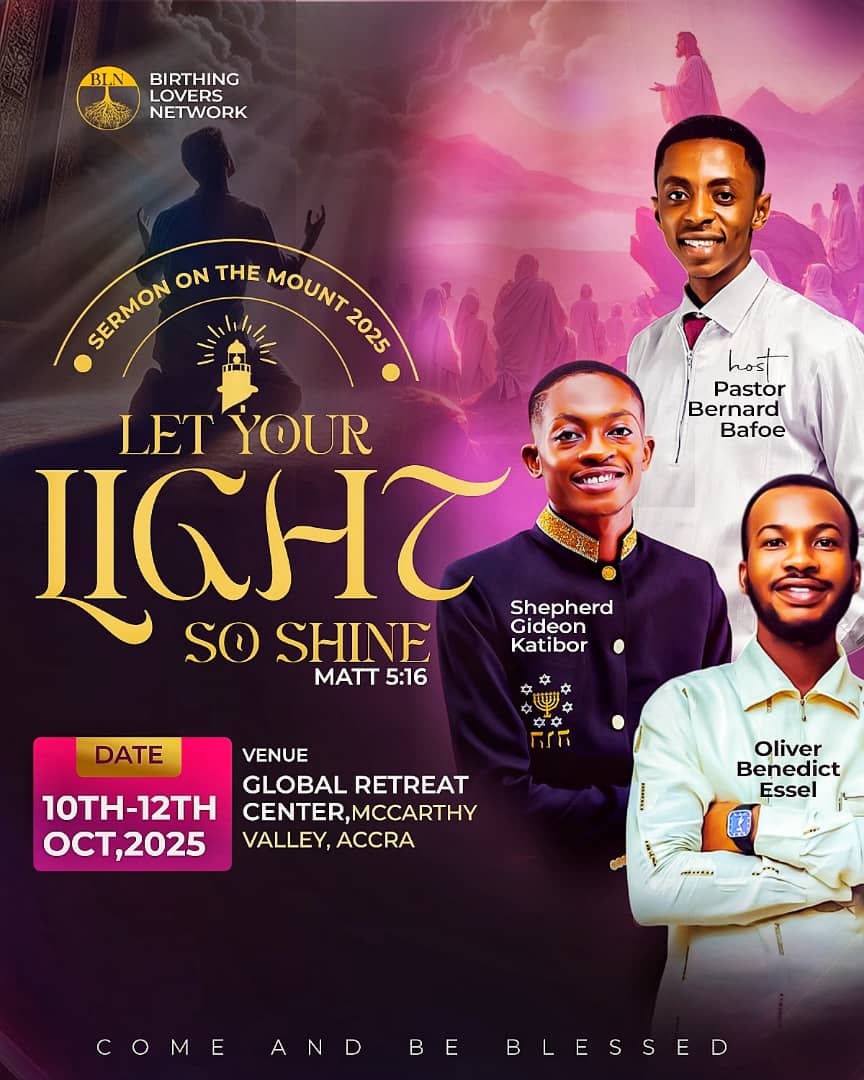 BLN
BIRTHING
LOVERS
NETWORK
SERMON ON THE MOUNT 2025
LET YOUR
LIGHT
SO SHINE
MATT 5:16
host
Pastor
Bernard
Bafoe
Shepherd
Gideon
Katibor
Oliver
Benedict
Essel
DATE
10TH-12TH
OCT,2025
VENUE
GLOBAL RETREAT
CENTER,MCCARTHY
VALLEY, ACCRA
COME AND BE BLESSED